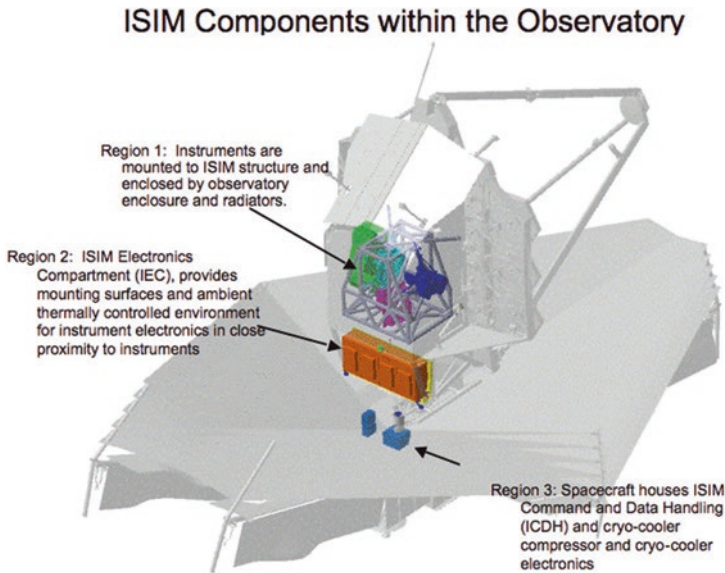 ISIM Components within the Observatory
Region 1: Instruments are
mounted to ISIM structure and
enclosed by observatory
enclosure and radiators.
Region 2: ISIM Electronics
Compartment (IEC), provides
mounting surfaces and ambient
thermally controlled environment
for instrument electronics in close
proximity to instruments
Region 3: Spacecraft houses ISIM
Command and Data Handling
(ICDH) and cryo-cooler
compressor and cryo-cooler
electronics